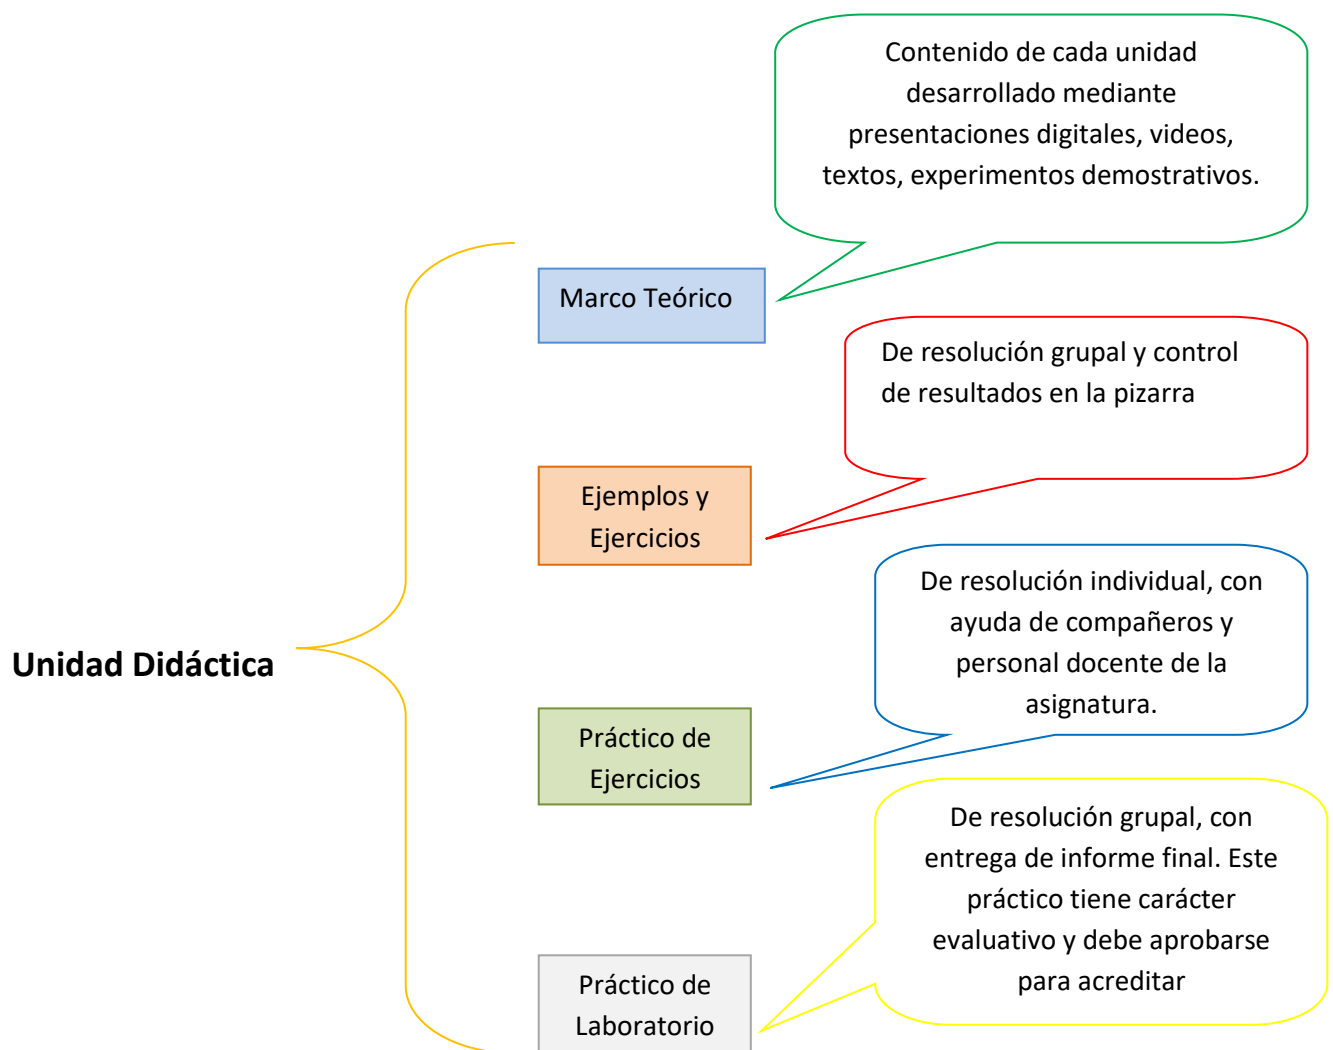 Contenido de cada unidad
desarrollado mediante
presentaciones digitales, videos,
textos, experimentos demostrativos.
Marco Teórico
De resolución grupal y control
de resultados en la pizarra
Ejemplos y
Ejercicios
De resolución individual, con
ayuda de compañeros y
personal docente de la
asignatura.
Unidad Didáctica
Práctico de
Ejercicios
De resolución grupal, con
entrega de informe final. Este
práctico tiene carácter
evaluativo y debe aprobarse
para acreditar
Práctico de
Laboratorio